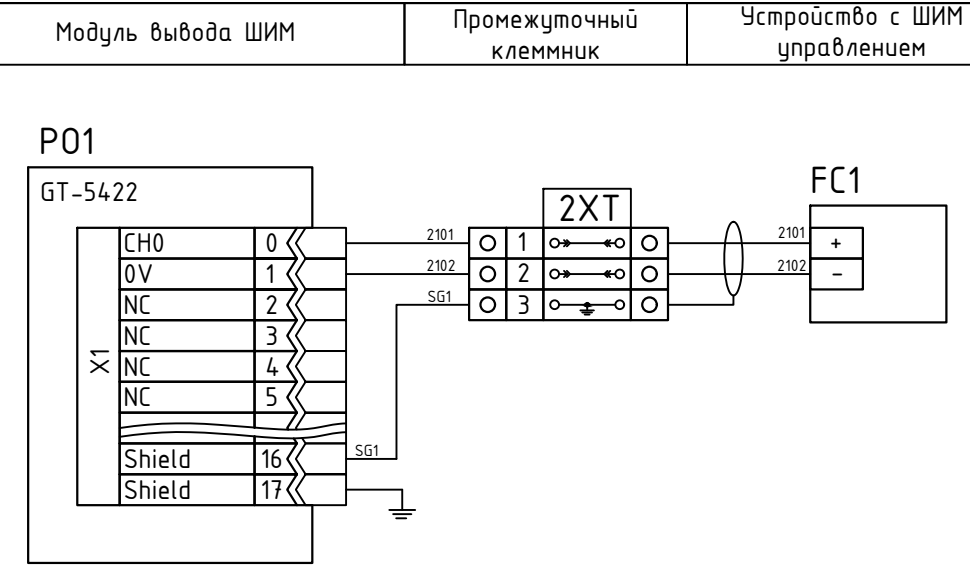 Модуль вывода ШИМ
Промежуточный
клеммник
Устройство с ШИМ
управлением
PO1
GT-5422
X1
CH0 0
0V 1
NC 2
NC 3
NC 4
NC 5
Shield 16
Shield 17
2101
2102
SG1
SG1
2XT
1
2
3
FC1
2101 +
2102 -